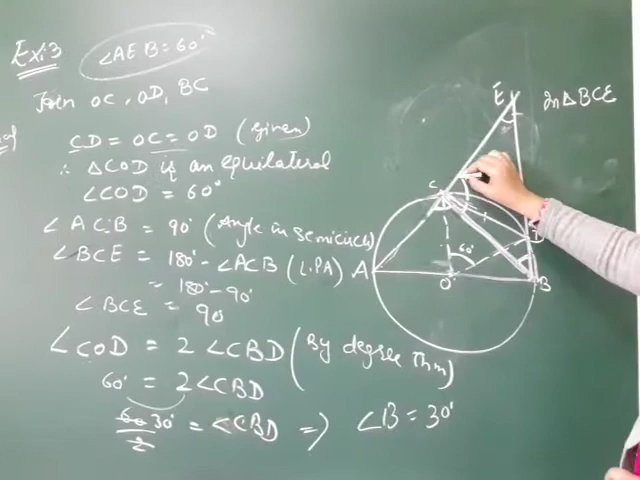 Ex:3 ∠AEB = 60°
Join OC, OD, BC
CD = OC = OD (Given)
∴ ΔCOD is an equilateral
∠COD = 60°
∠ACB = 90° (Angle in Semicircle)
∠BCE = 180° - ∠ACB (L.P.A)
= 180° - 90°
∠BCE = 90
∠COD = 2 ∠CBD (By degree Thm)
60° = 2∠CBD
60 30° = ∠CBD ⇒ ∠B = 30°
2
E In ΔBCE
C
D
60°
A O B